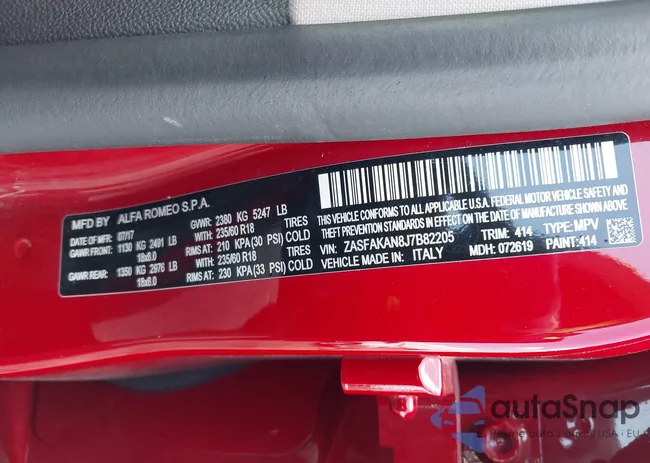 MFD BY ALFA ROMEO S.P.A.
DATE: 07/17 GVWR: 2380 KG 5247 LB
GAWR FRONT: 1130 KG 2491 LB WITH: 235/60 R18 TIRES
18x8.0 RIMS AT: 210 KPA(30 PSI) COLD
GAWR REAR: 1350 KG 2976 LB WITH: 235/60 R18 TIRES
18x8.0 RIMS AT: 230 KPA(33 PSI) COLD
THIS VEHICLE CONFORMS TO ALL APPLICABLE U.S.A. FEDERAL MOTOR VEHICLE SAFETY AND
THEFT PREVENTION STANDARDS IN EFFECT ON THE DATE OF MANUFACTURE SHOWN ABOVE.
VIN: ZASFAKAN8J7B82205 TRIM: 414 TYPE: MPV
VEHICLE MADE IN: ITALY MDH: 072619 PAINT: 414
autaSnap
USA i EU